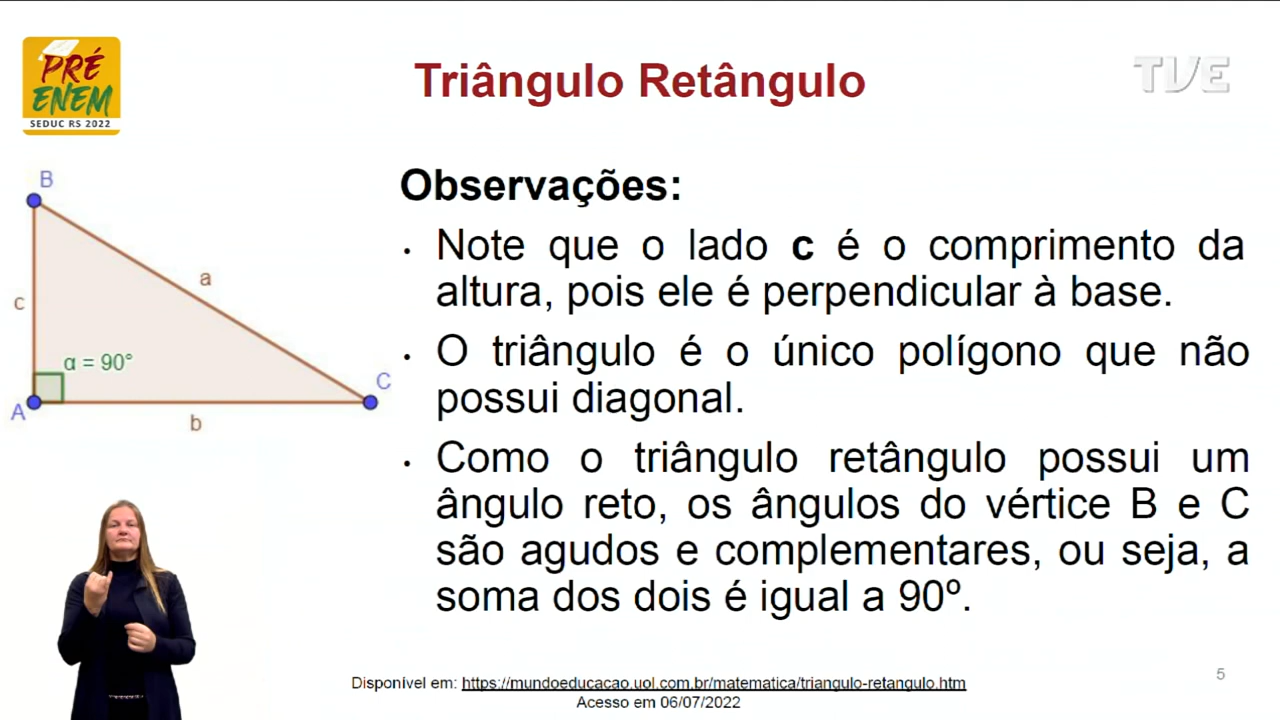 PRÉ
ENEM
SEDUC RS 2022
Triângulo Retângulo
TVE
B
a
c
α = 90°
A
b
C
Observações:
• Note que o lado c é o comprimento da
altura, pois ele é perpendicular à base.
• O triângulo é o único polígono que não
possui diagonal.
• Como o triângulo retângulo possui um
ângulo reto, os ângulos do vértice B e C
são agudos e complementares, ou seja, a
soma dos dois é igual a 90º.
Disponível em: https://mundoeducacao.uol.com.br/matematica/triangulo-retangulo.htm
Acesso em 06/07/2022
5